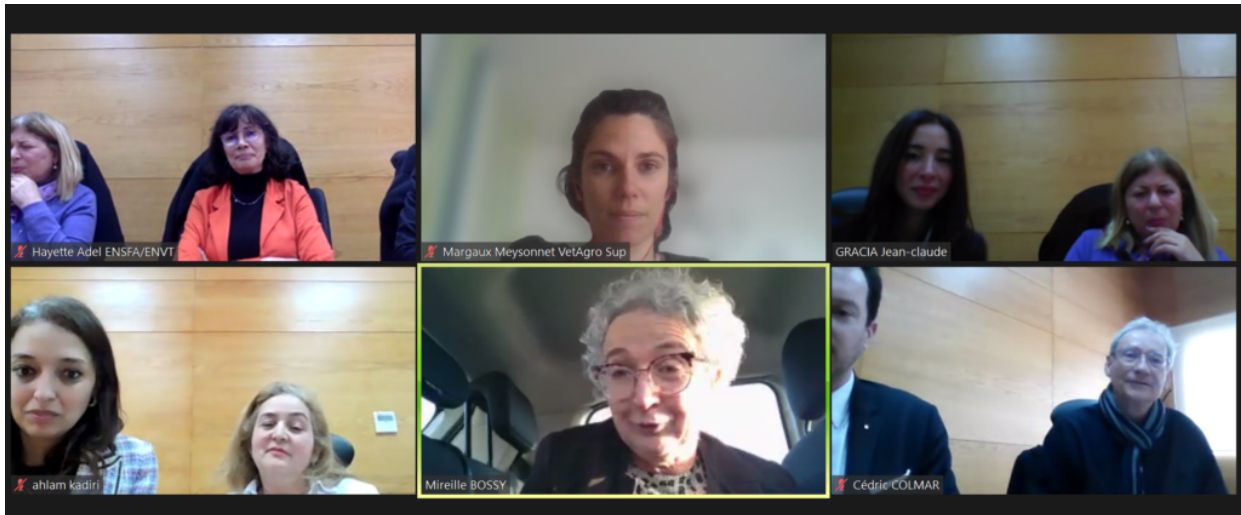 Hayette Adel ENSFA/ENVT
Margaux Meysonnet VetAgro Sup
GRACIA Jean-claude
ahlam kadiri
Mireille BOSSY
Cédric COLMAR